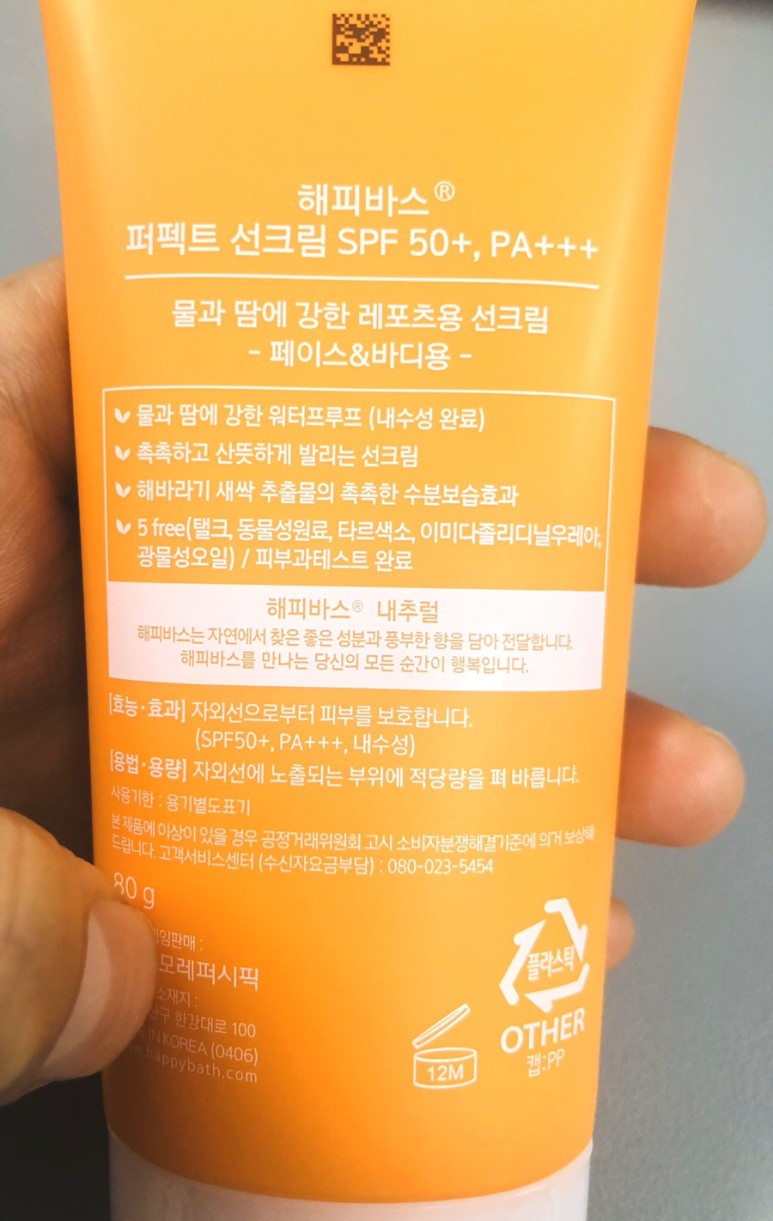 해피바스®
퍼펙트 선크림 SPF 50+, PA+++
물과 땀에 강한 레포츠용 선크림
- 페이스&바디용 -
물과 땀에 강한 워터프루프 (내수성 완료)
촉촉하고 산뜻하게 발리는 선크림
해바라기 새싹 추출물의 촉촉한 수분보습효과
5 free(탤크, 동물성원료, 타르색소, 이미다졸리디닐우레아,
광물성오일) / 피부과테스트 완료
해피바스® 내추럴
해피바스는 자연에서 찾은 좋은 성분과 풍부한 향을 담아 전달합니다.
해피바스를 만나는 당신의 모든 순간이 행복입니다.
[효능·효과] 자외선으로부터 피부를 보호합니다.
(SPF50+, PA+++, 내수성)
[용법·용량] 자외선에 노출되는 부위에 적당량을 펴 바릅니다.
사용기한 : 용기별도표기
본 제품에 이상이 있을 경우 공정거래위원회 고시 소비자분쟁해결기준에 의거 보상해
드립니다. 고객서비스센터 (수신자요금부담) : 080-023-5454
80 g
임판매 :
모레퍼시픽
소재지 :
한강대로 100
IN KOREA (0406)
happybath.com
12M
플라스틱
OTHER
캡:PP